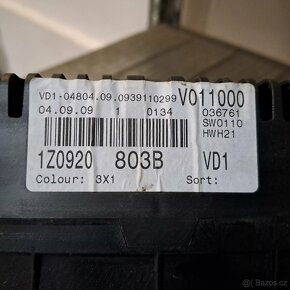 VD1-04804.09.0939110299 V011000
04.09.09 1 0134 036761
SW0110
HWH21
1Z0920 803B VD1
Colour: 3X1 Sort:
Bazos.cz